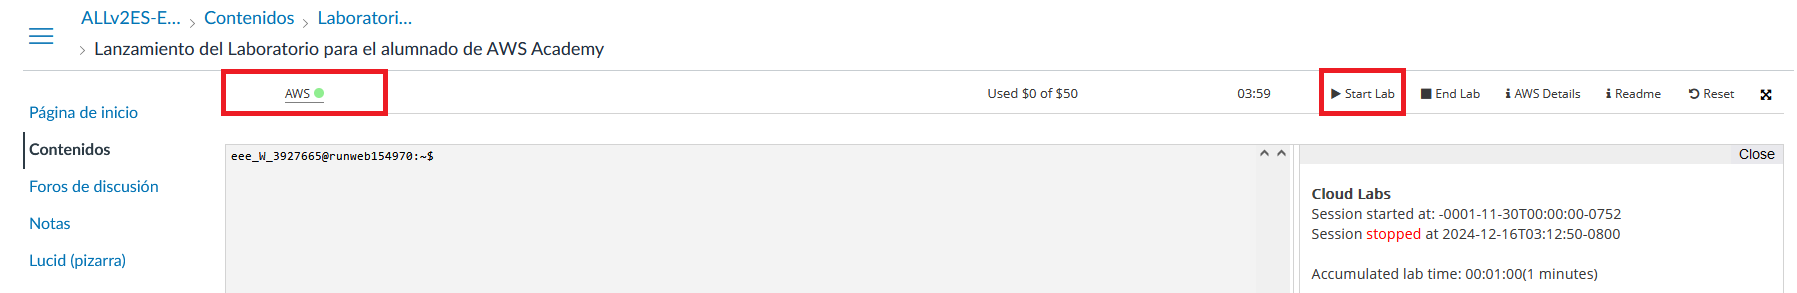 ALLv2ES-E... > Contenidos > Laboratori...
> Lanzamiento del Laboratorio para el alumnado de AWS Academy
AWS Used $0 of $50 03:59 Start Lab End Lab AWS Details Readme Reset
Página de inicio
Contenidos
Foros de discusión
Notas
Lucid (pizarra)
eee_W_3927665@runweb154970:~$
Close
Cloud Labs
Session started at: -0001-11-30T00:00:00-0752
Session stopped at 2024-12-16T03:12:50-0800
Accumulated lab time: 00:01:00(1 minutes)